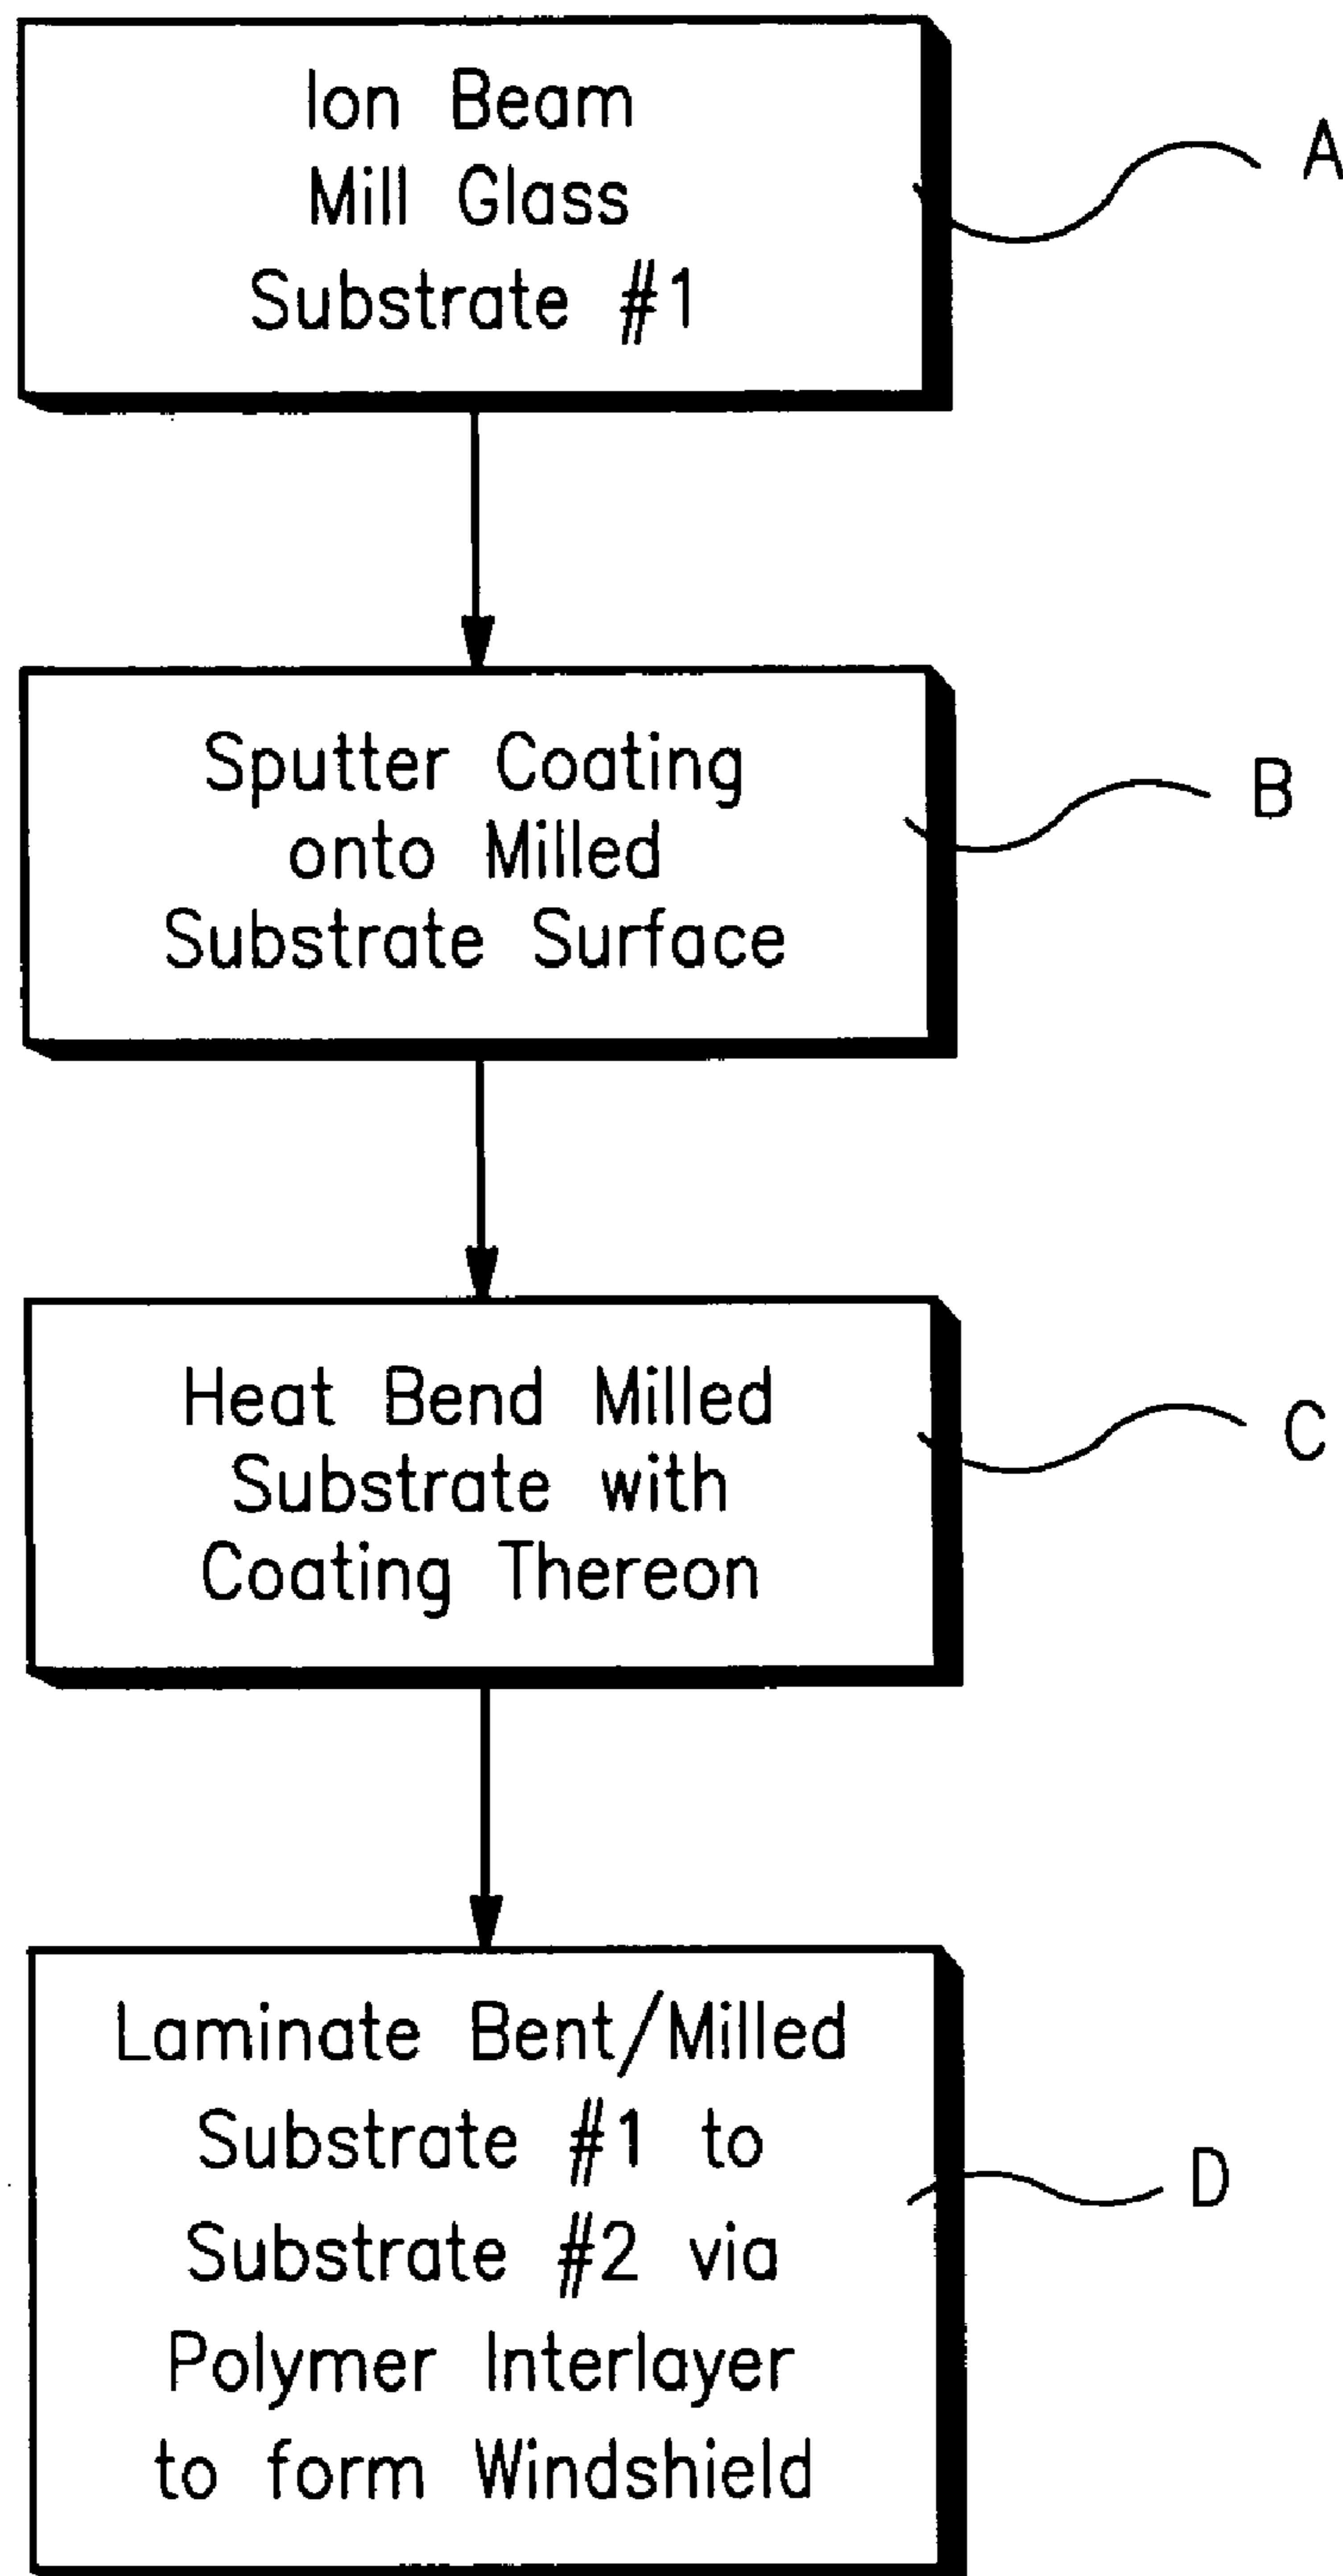 Ion Beam
Mill Glass
Substrate #1
A
Sputter Coating
onto Milled
Substrate Surface
B
Heat Bend Milled
Substrate with
Coating Thereon
C
Laminate Bent/Milled
Substrate #1 to
Substrate #2 via
Polymer Interlayer
to form Windshield
D